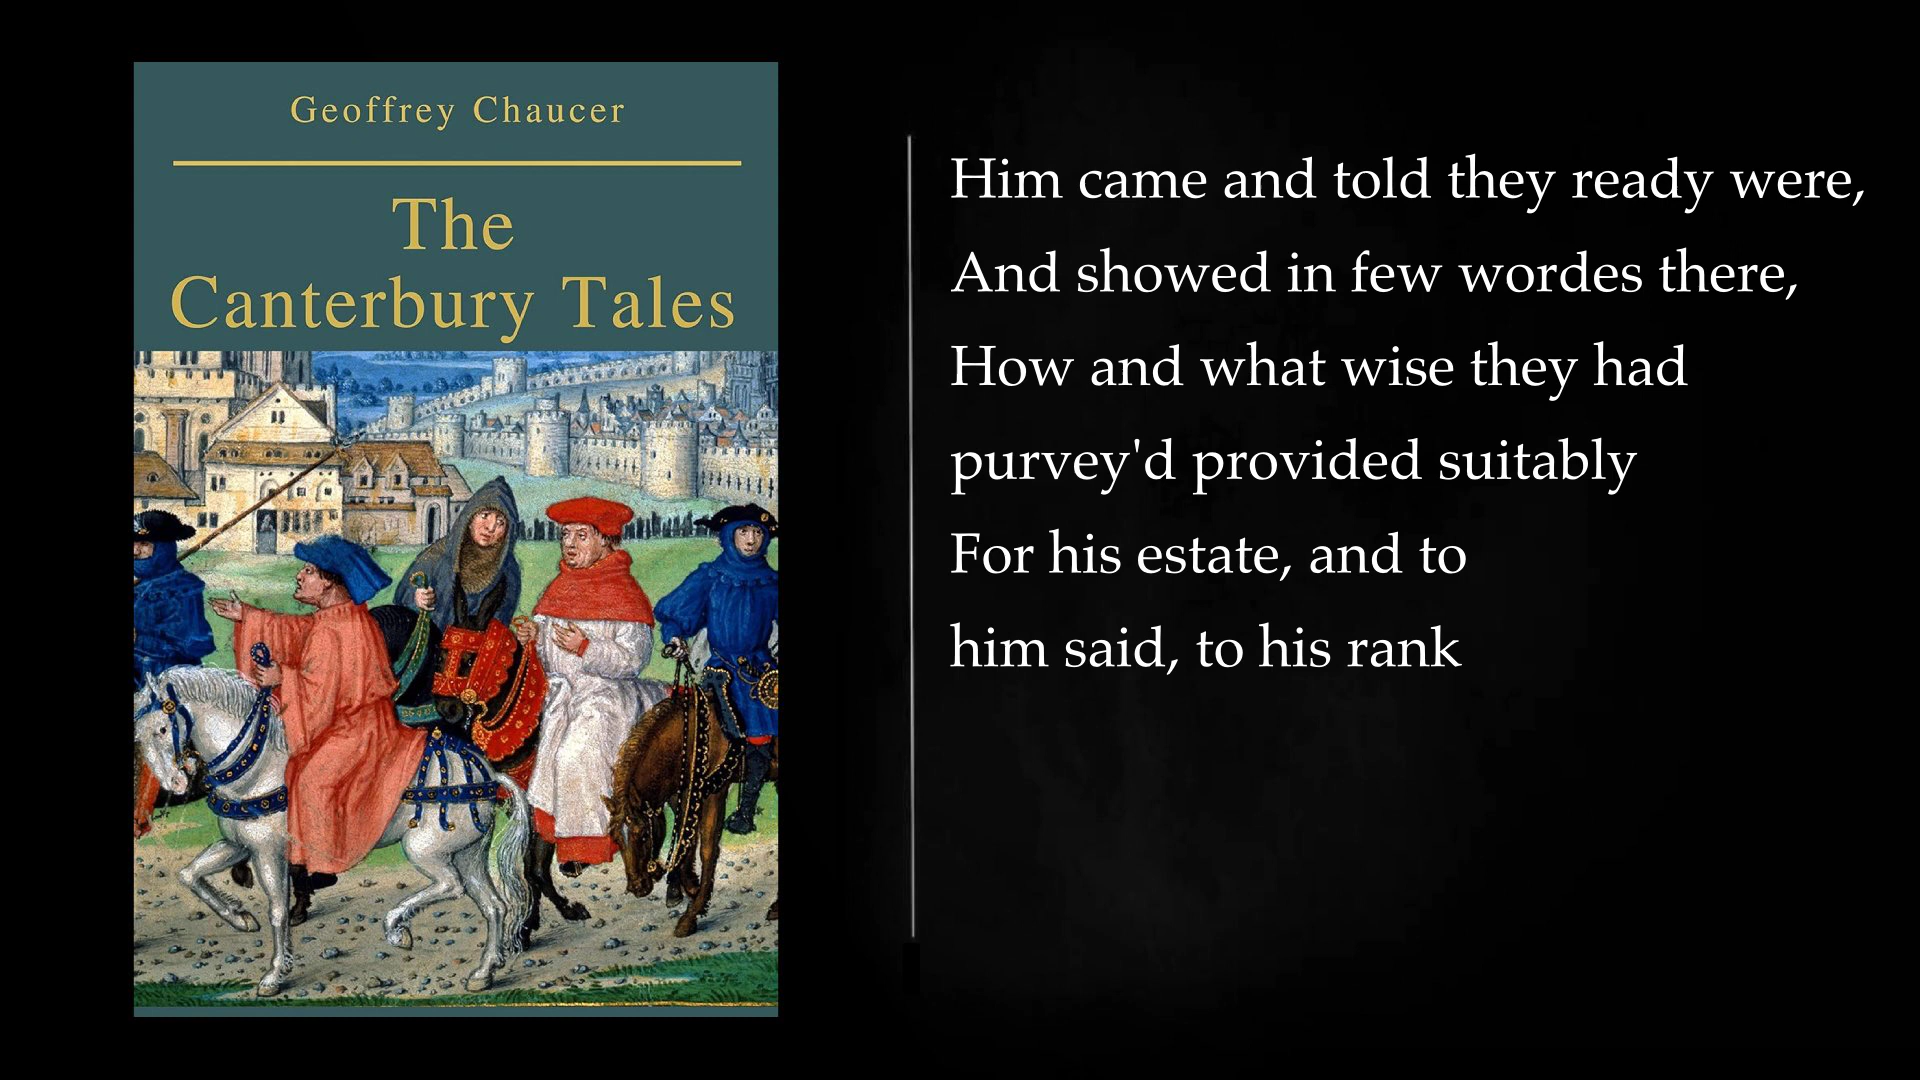 Geoffrey Chaucer
The
Canterbury Tales
Him came and told they ready were,
And showed in few wordes there,
How and what wise they had
purvey'd provided suitably
For his estate, and to
him said, to his rank